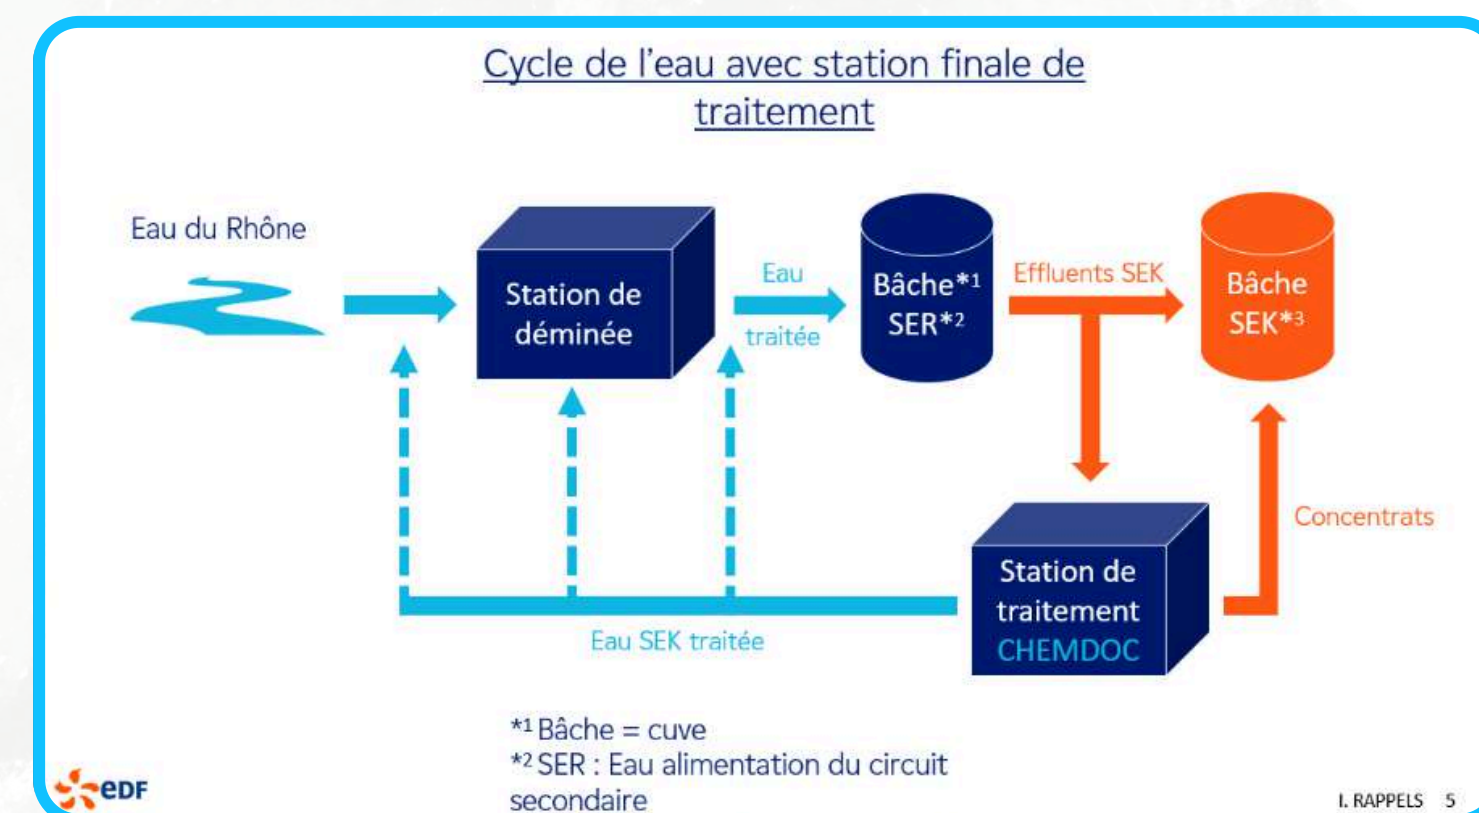 Cycle de l'eau avec station finale de
traitement
Eau du Rhône
Station de
déminée
Eau
traitée
Bâche*1
SER*2
Effluents SEK
Bâche
SEK*3
Concentrats
Station de
traitement
CHEMDOC
Eau SEK traitée
*1 Bâche = cuve
*2 SER : Eau alimentation du circuit
secondaire
edF
I. RAPPELS 5